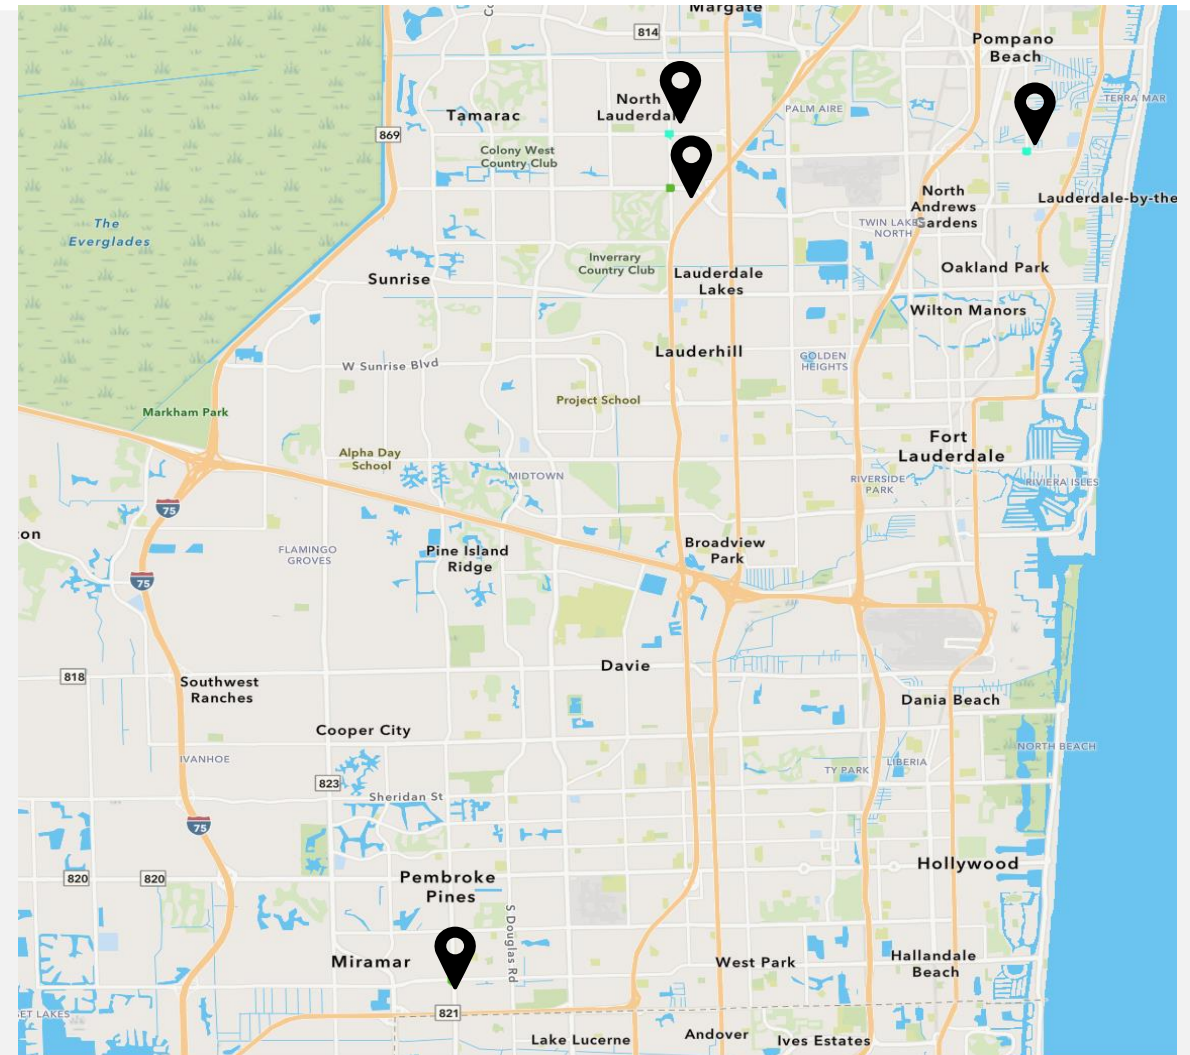 Margate
814
Pompano
Beach
North
Lauderdal
TERRA MAR
PALM AIRE
Tamarac
869
Colony West
Country Club
North
Andrews
Gardens
Lauderdale-by-the
TWIN LAKES
NORTH
The
Everglades
Inverrary
Country Club
Lauderdale
Lakes
Oakland Park
Sunrise
Wilton Manors
Lauderhill
GOLDEN
HEIGHTS
W Sunrise Blvd
Project School
Markham Park
Fort
Lauderdale
Alpha Day
School
MIDTOWN
RIVERSIDE
PARK
RIVIERA ISLES
75
on
FLAMINGO
GROVES
Pine Island
Ridge
Broadview
Park
75
Davie
818
Southwest
Ranches
Dania Beach
Cooper City
NORTH BEACH
IVANHOE
TY PARK
LIBERIA
823
Sheridan St
75
Hollywood
820
820
Pembroke
Pines
S Douglas Rd
Miramar
West Park
Hallandale
Beach
821
SET LAKES
Lake Lucerne
Andover
Ives Estates